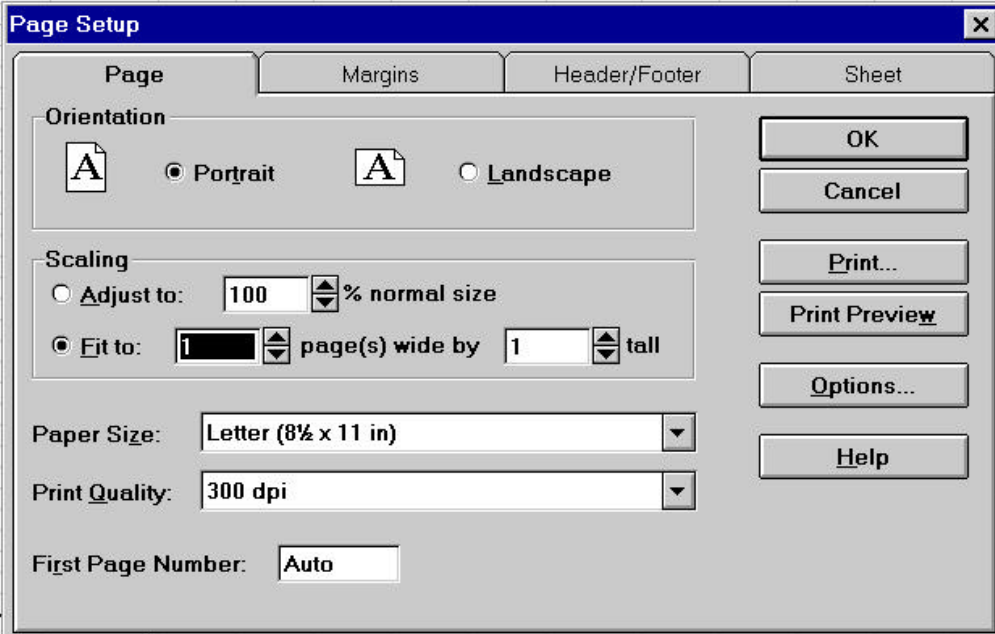 Page Setup
Page Margins Header/Footer Sheet
Orientation
A Portrait A Landscape
OK
Cancel
Scaling
Adjust to: 100 % normal size
Fit to: 1 page(s) wide by 1 tall
Print...
Print Preview
Options...
Paper Size: Letter (8½ x 11 in)
Help
Print Quality: 300 dpi
First Page Number: Auto